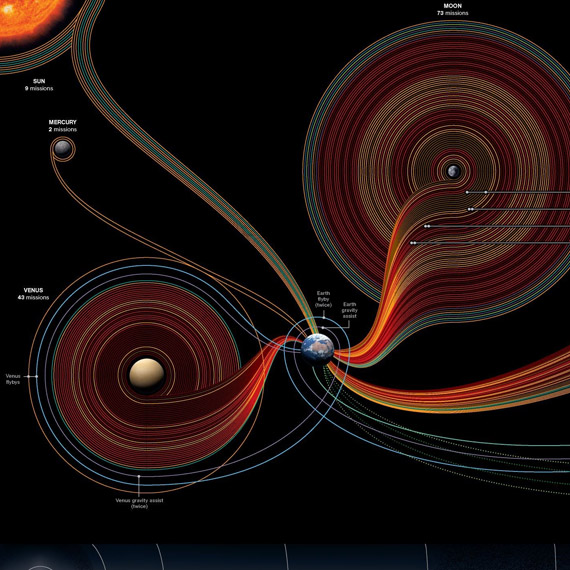 MOON
73 missions
SUN
9 missions
MERCURY
2 missions
VENUS
43 missions
Earth
flyby
(twice)
Earth
gravity
assist
Venus
flybys
Venus gravity assist
(twice)